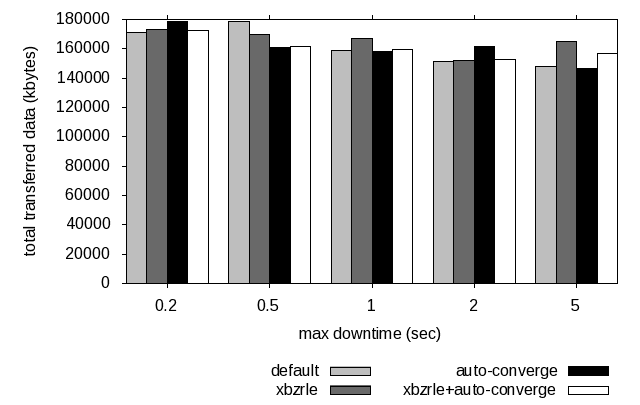 total transferred data (kbytes)
180000
160000
140000
120000
100000
80000
60000
40000
20000
0
0.2 0.5 1 2 5
max downtime (sec)
default auto-converge
xbzrle xbzrle+auto-converge